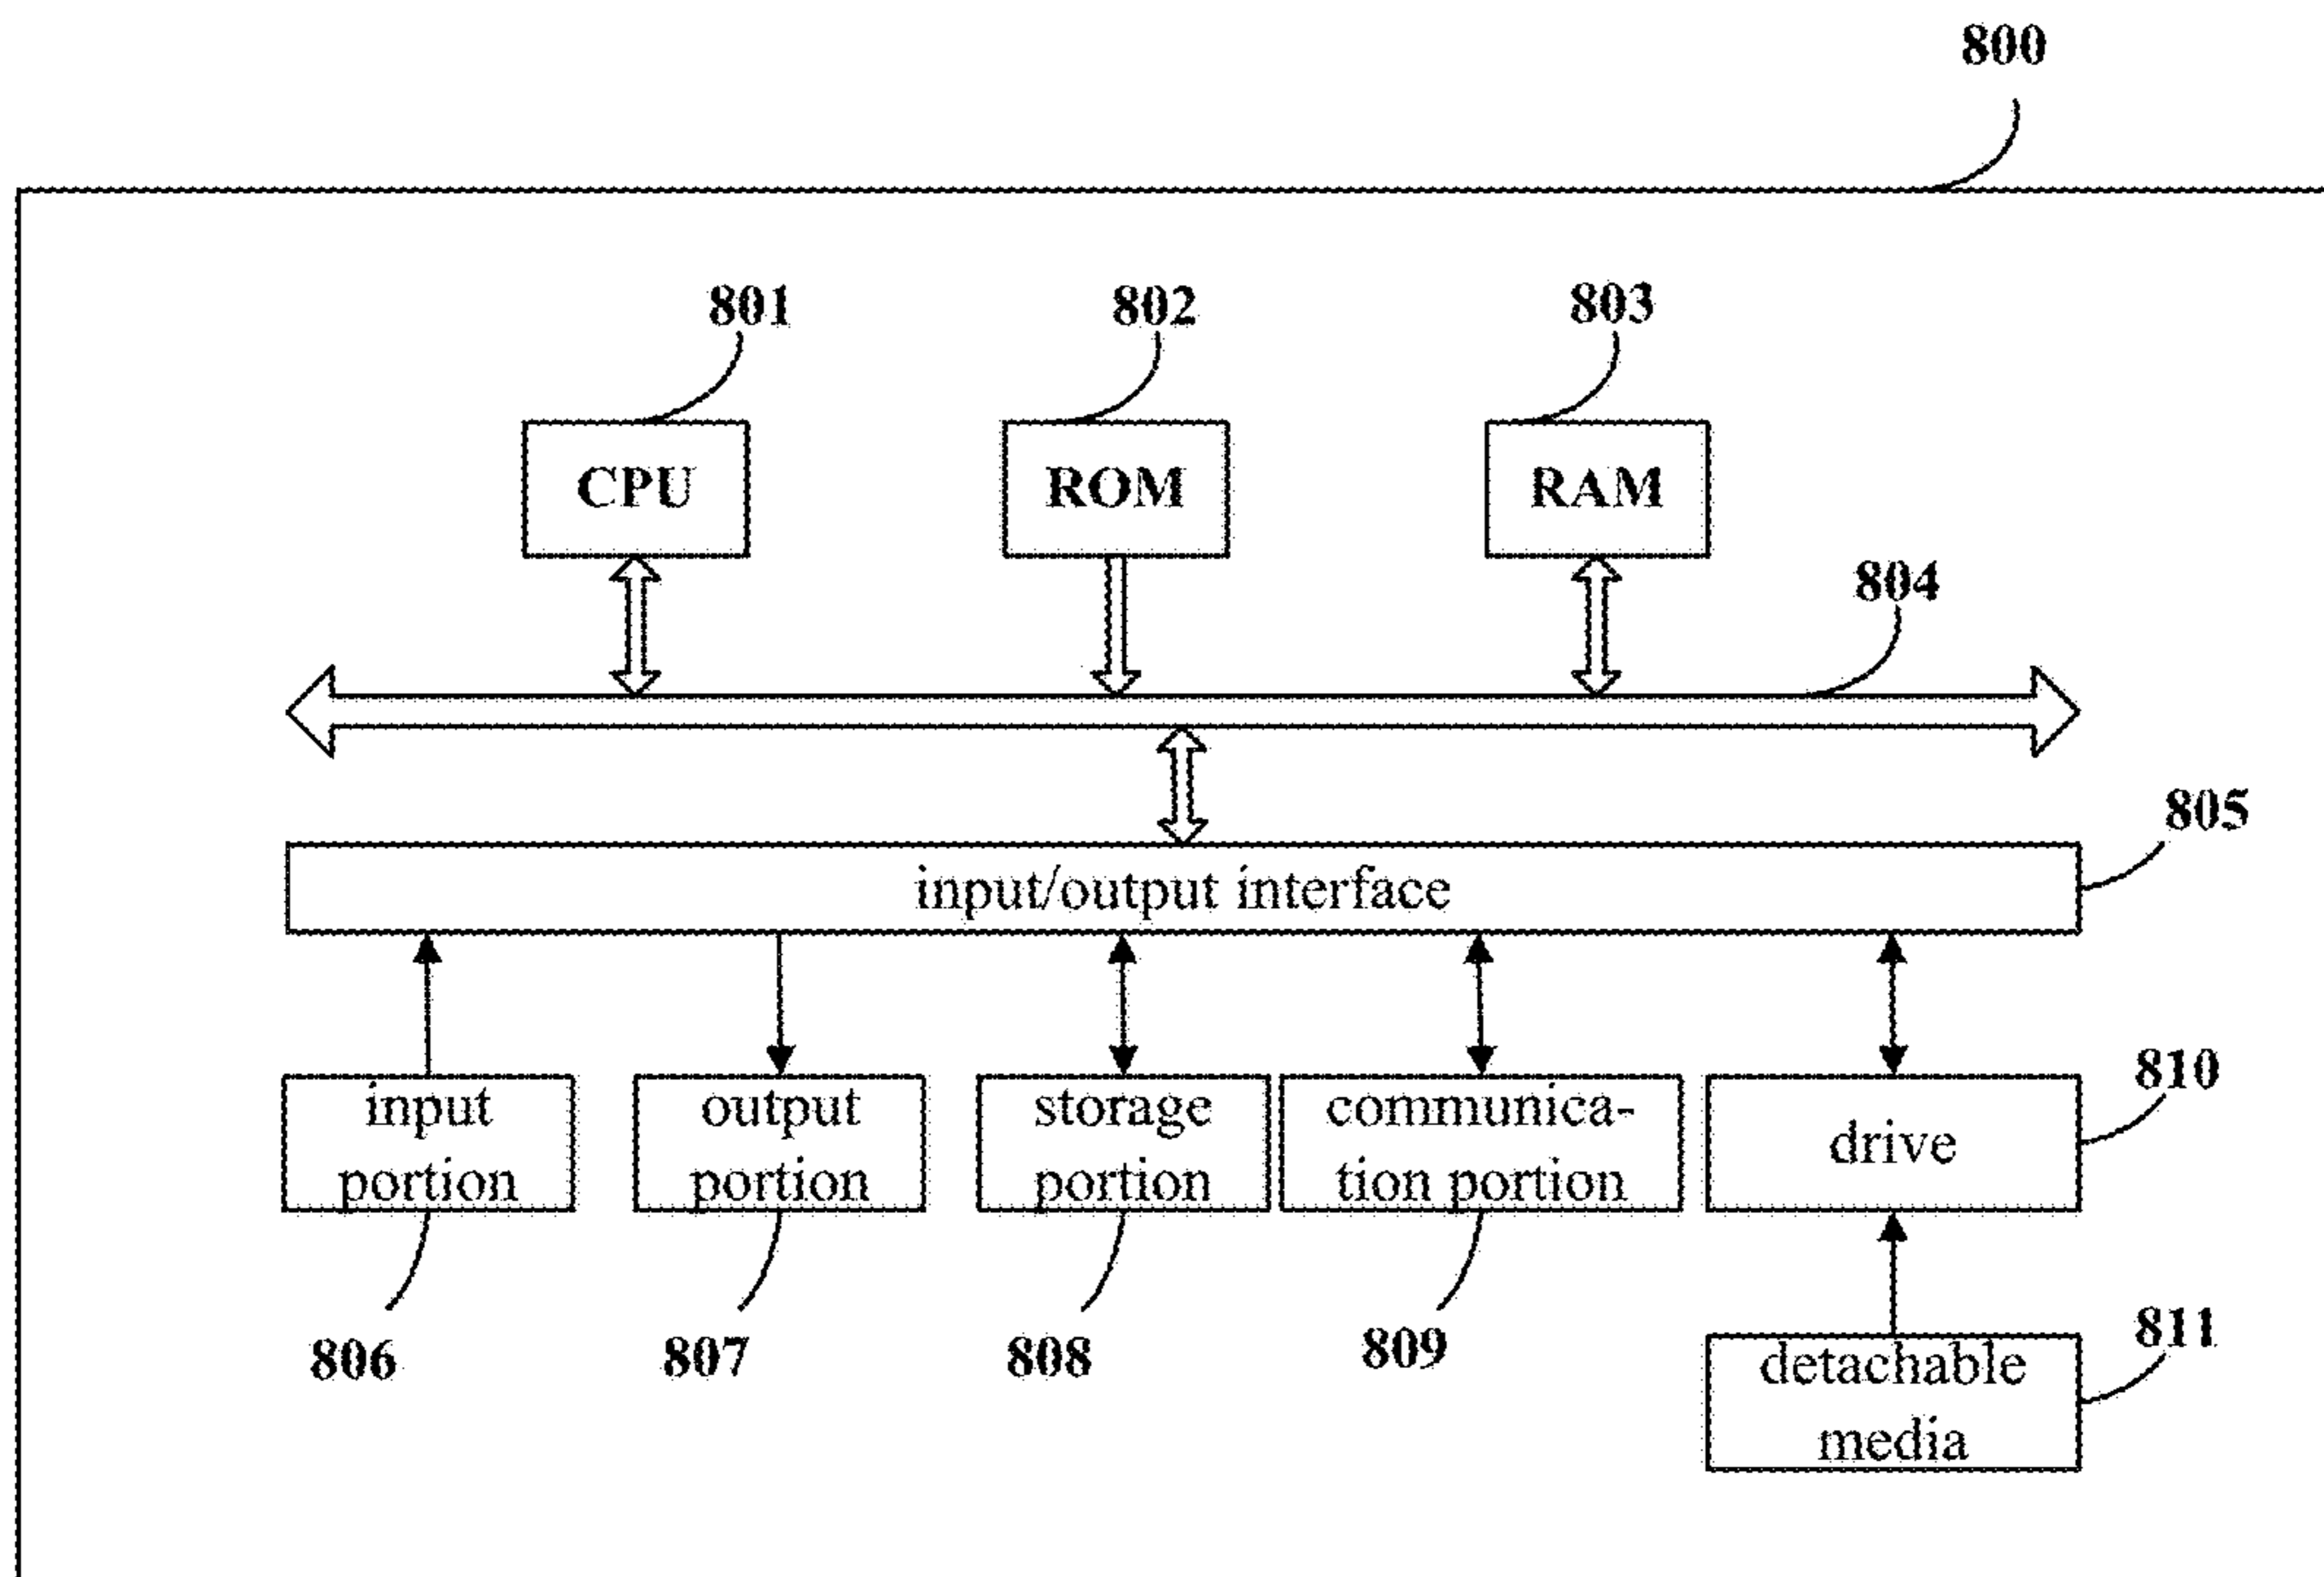 800
801
802
803
CPU
ROM
RAM
804
805
input/output interface
810
input
portion
output
portion
storage
portion
communica-
tion portion
drive
806
807
808
809
811
detachable
media